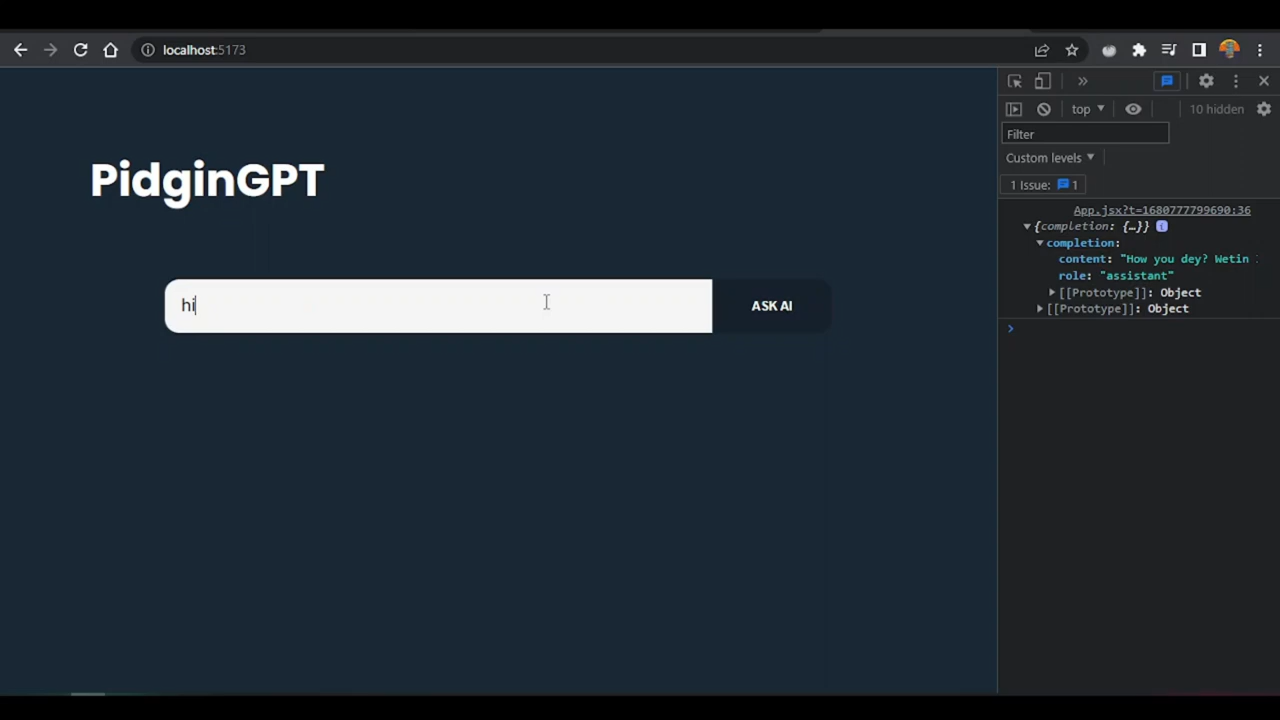 localhost:5173
top
10 hidden
Filter
Custom levels
1 Issue: 1
App.jsx?t=1680777799690:36
{completion: {…}} i
completion:
content: "How you dey? Wetin
role: "assistant"
[[Prototype]]: Object
[[Prototype]]: Object
PidginGPT
hi
ASK AI